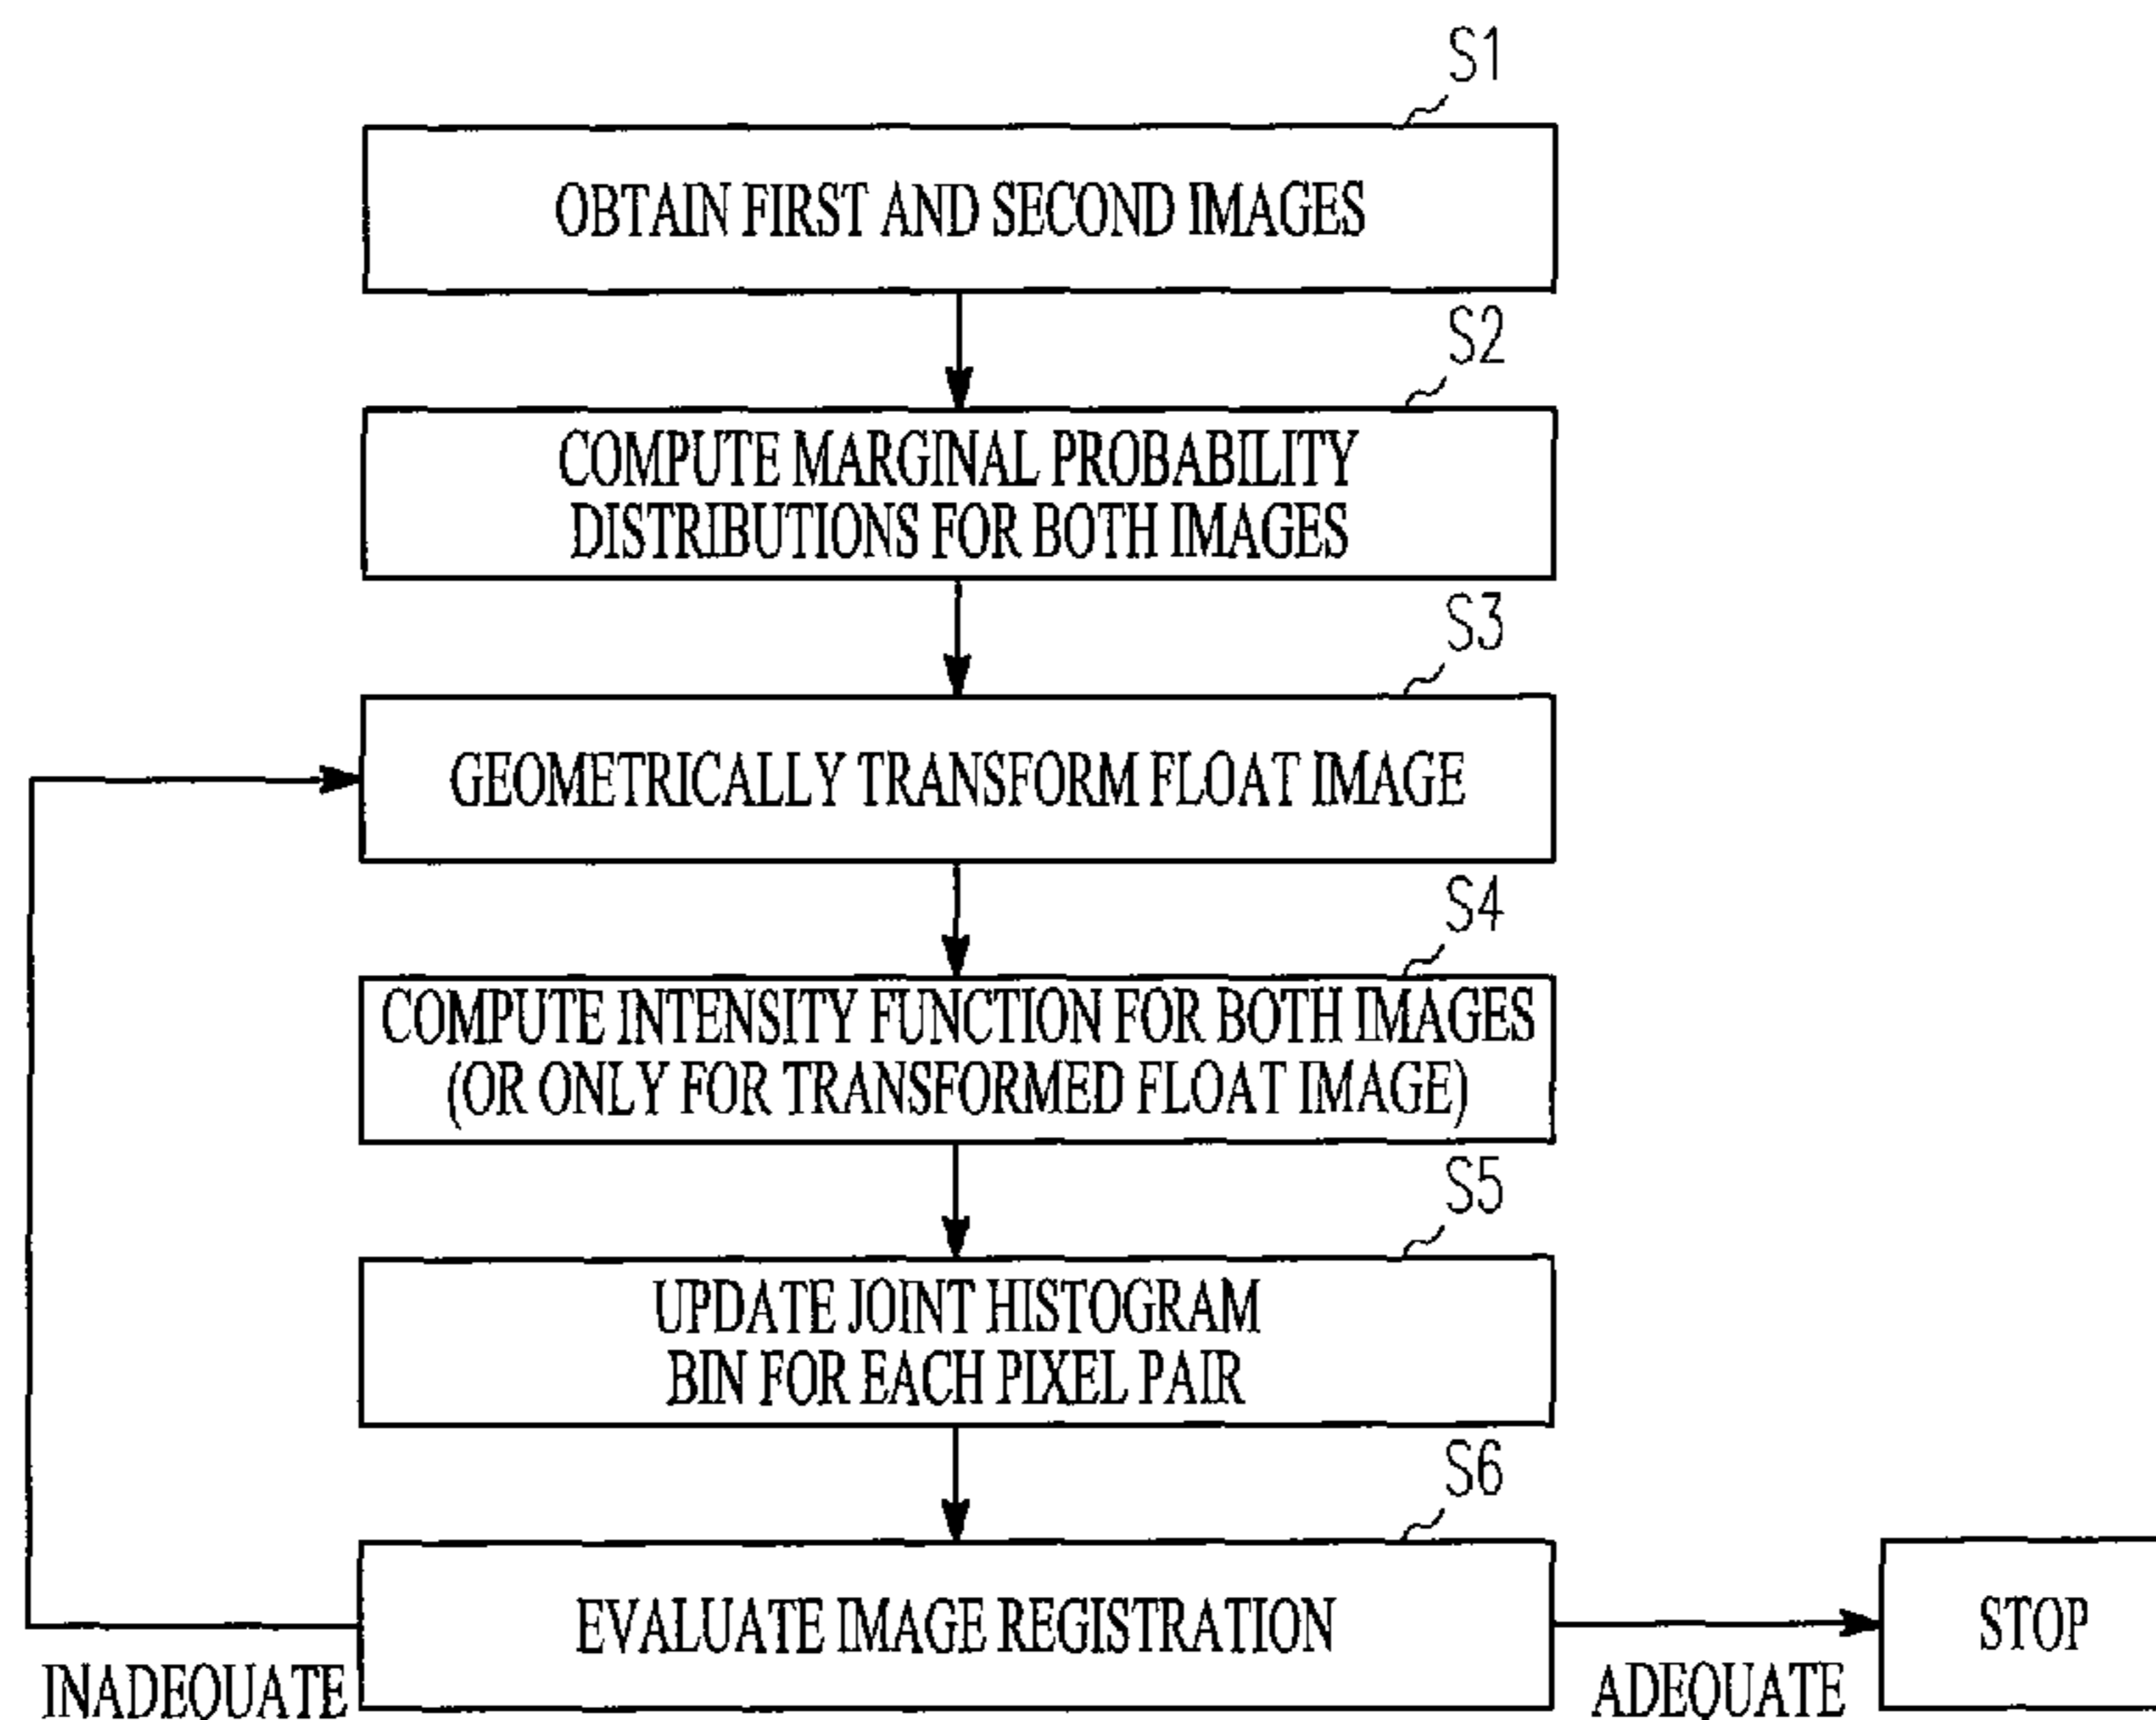 S1
OBTAIN FIRST AND SECOND IMAGES
S2
COMPUTE MARGINAL PROBABILITY
DISTRIBUTIONS FOR BOTH IMAGES
S3
GEOMETRICALLY TRANSFORM FLOAT IMAGE
S4
COMPUTE INTENSITY FUNCTION FOR BOTH IMAGES
(OR ONLY FOR TRANSFORMED FLOAT IMAGE)
S5
UPDATE JOINT HISTOGRAM
BIN FOR EACH PIXEL PAIR
S6
EVALUATE IMAGE REGISTRATION
STOP
INADEQUATE
ADEQUATE